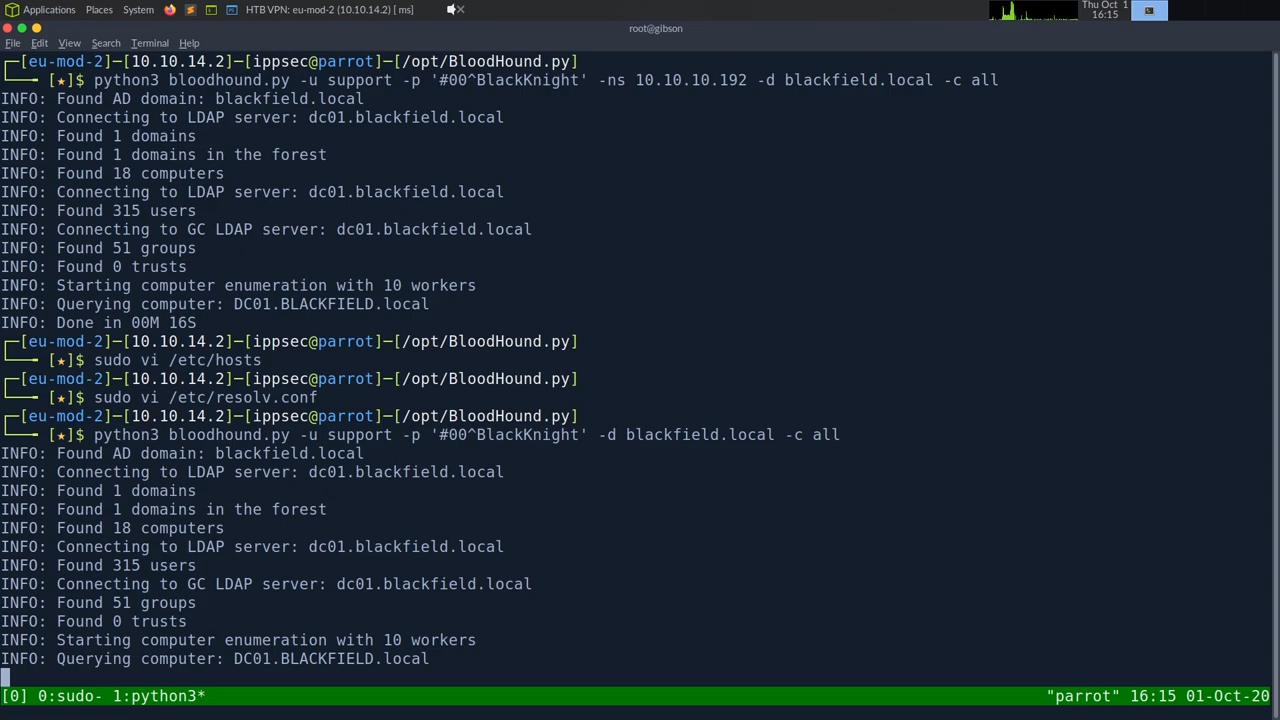 Applications Places System HTB VPN: eu-mod-2 (10.10.14.2) [ ms] Thu Oct 1
16:15
root@gibson
File Edit View Search Terminal Help
┌─[eu-mod-2]─[10.10.14.2]─[ippsec@parrot]─[/opt/BloodHound.py]
└──╼ [★]$ python3 bloodhound.py -u support -p '#00^BlackKnight' -ns 10.10.10.192 -d blackfield.local -c all
INFO: Found AD domain: blackfield.local
INFO: Connecting to LDAP server: dc01.blackfield.local
INFO: Found 1 domains
INFO: Found 1 domains in the forest
INFO: Found 18 computers
INFO: Connecting to LDAP server: dc01.blackfield.local
INFO: Found 315 users
INFO: Connecting to GC LDAP server: dc01.blackfield.local
INFO: Found 51 groups
INFO: Found 0 trusts
INFO: Starting computer enumeration with 10 workers
INFO: Querying computer: DC01.BLACKFIELD.local
INFO: Done in 00M 16S
┌─[eu-mod-2]─[10.10.14.2]─[ippsec@parrot]─[/opt/BloodHound.py]
└──╼ [★]$ sudo vi /etc/hosts
┌─[eu-mod-2]─[10.10.14.2]─[ippsec@parrot]─[/opt/BloodHound.py]
└──╼ [★]$ sudo vi /etc/resolv.conf
┌─[eu-mod-2]─[10.10.14.2]─[ippsec@parrot]─[/opt/BloodHound.py]
└──╼ [★]$ python3 bloodhound.py -u support -p '#00^BlackKnight' -d blackfield.local -c all
INFO: Found AD domain: blackfield.local
INFO: Connecting to LDAP server: dc01.blackfield.local
INFO: Found 1 domains
INFO: Found 1 domains in the forest
INFO: Found 18 computers
INFO: Connecting to LDAP server: dc01.blackfield.local
INFO: Found 315 users
INFO: Connecting to GC LDAP server: dc01.blackfield.local
INFO: Found 51 groups
INFO: Found 0 trusts
INFO: Starting computer enumeration with 10 workers
INFO: Querying computer: DC01.BLACKFIELD.local
[0] 0:sudo- 1:python3* "parrot" 16:15 01-Oct-20